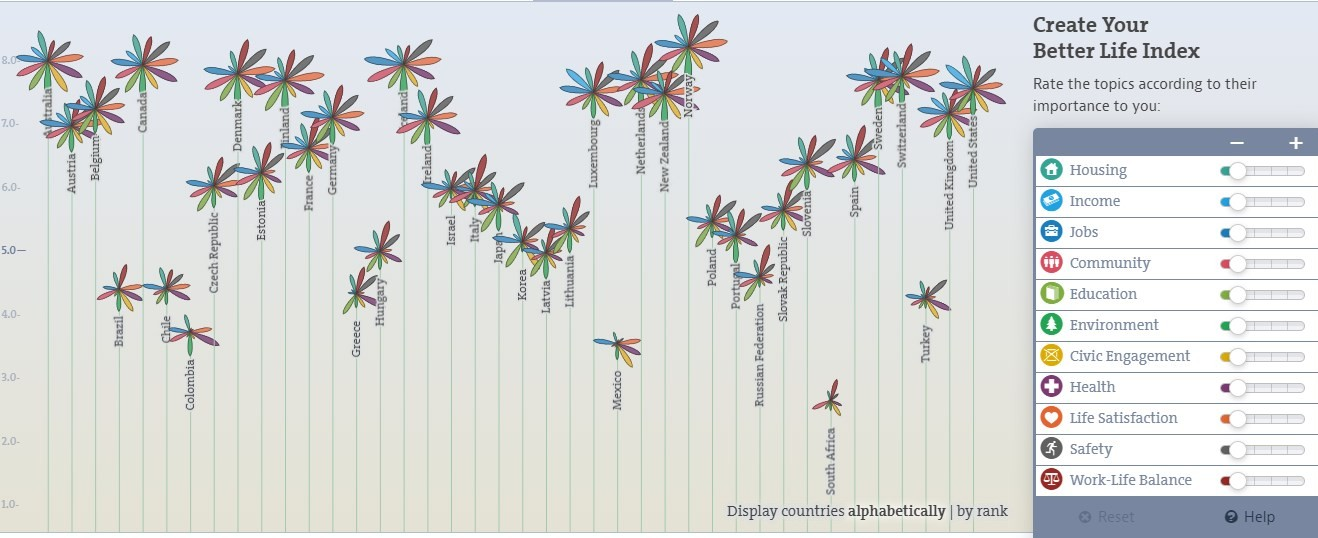 Create Your
Better Life Index
Rate the topics according to their
importance to you:
− +
Housing
Income
Jobs
Community
Education
Environment
Civic Engagement
Health
Life Satisfaction
Safety
Work-Life Balance
Reset
Help
8.0-
7.0-
6.0-
5.0
4.0-
3.0-
2.0-
1.0-
Australia
Austria
Belgium
Brazil
Canada
Chile
Colombia
Czech Republic
Denmark
Estonia
Finland
France
Germany
Greece
Hungary
Ireland
Israel
Italy
Japan
Korea
Latvia
Lithuania
Luxembourg
Mexico
Netherlands
New Zealand
Norway
Poland
Portugal
Russian Federation
Slovak Republic
Slovenia
South Africa
Spain
Sweden
Switzerland
Turkey
United Kingdom
United States
Display countries alphabetically | by rank